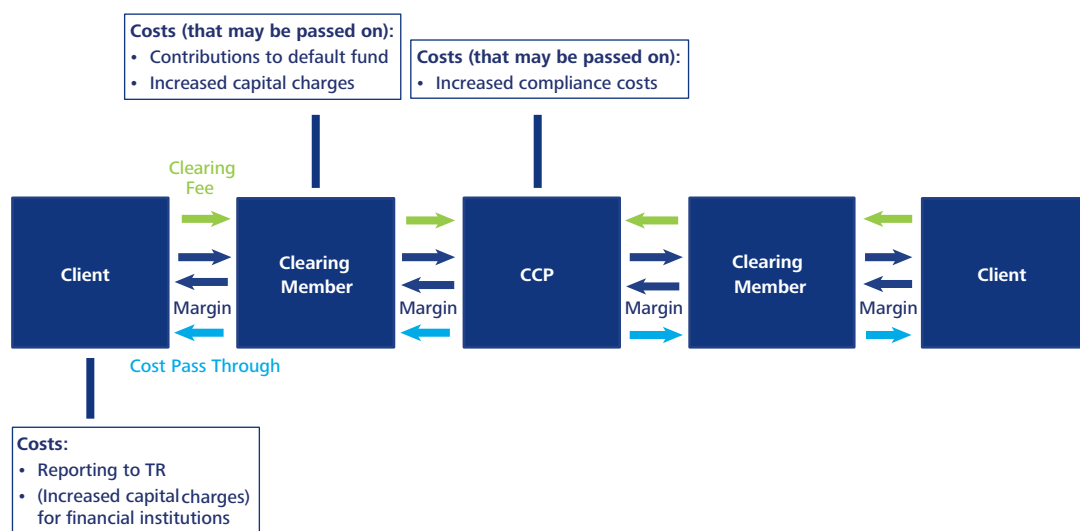 Costs (that may be passed on):
• Contributions to default fund
• Increased capital charges
Costs (that may be passed on):
• Increased compliance costs
Clearing
Fee
Client
Clearing
Member
CCP
Clearing
Member
Client
Margin
Margin
Margin
Margin
Cost Pass Through
Costs:
• Reporting to TR
• (Increased capital charges)
for financial institutions